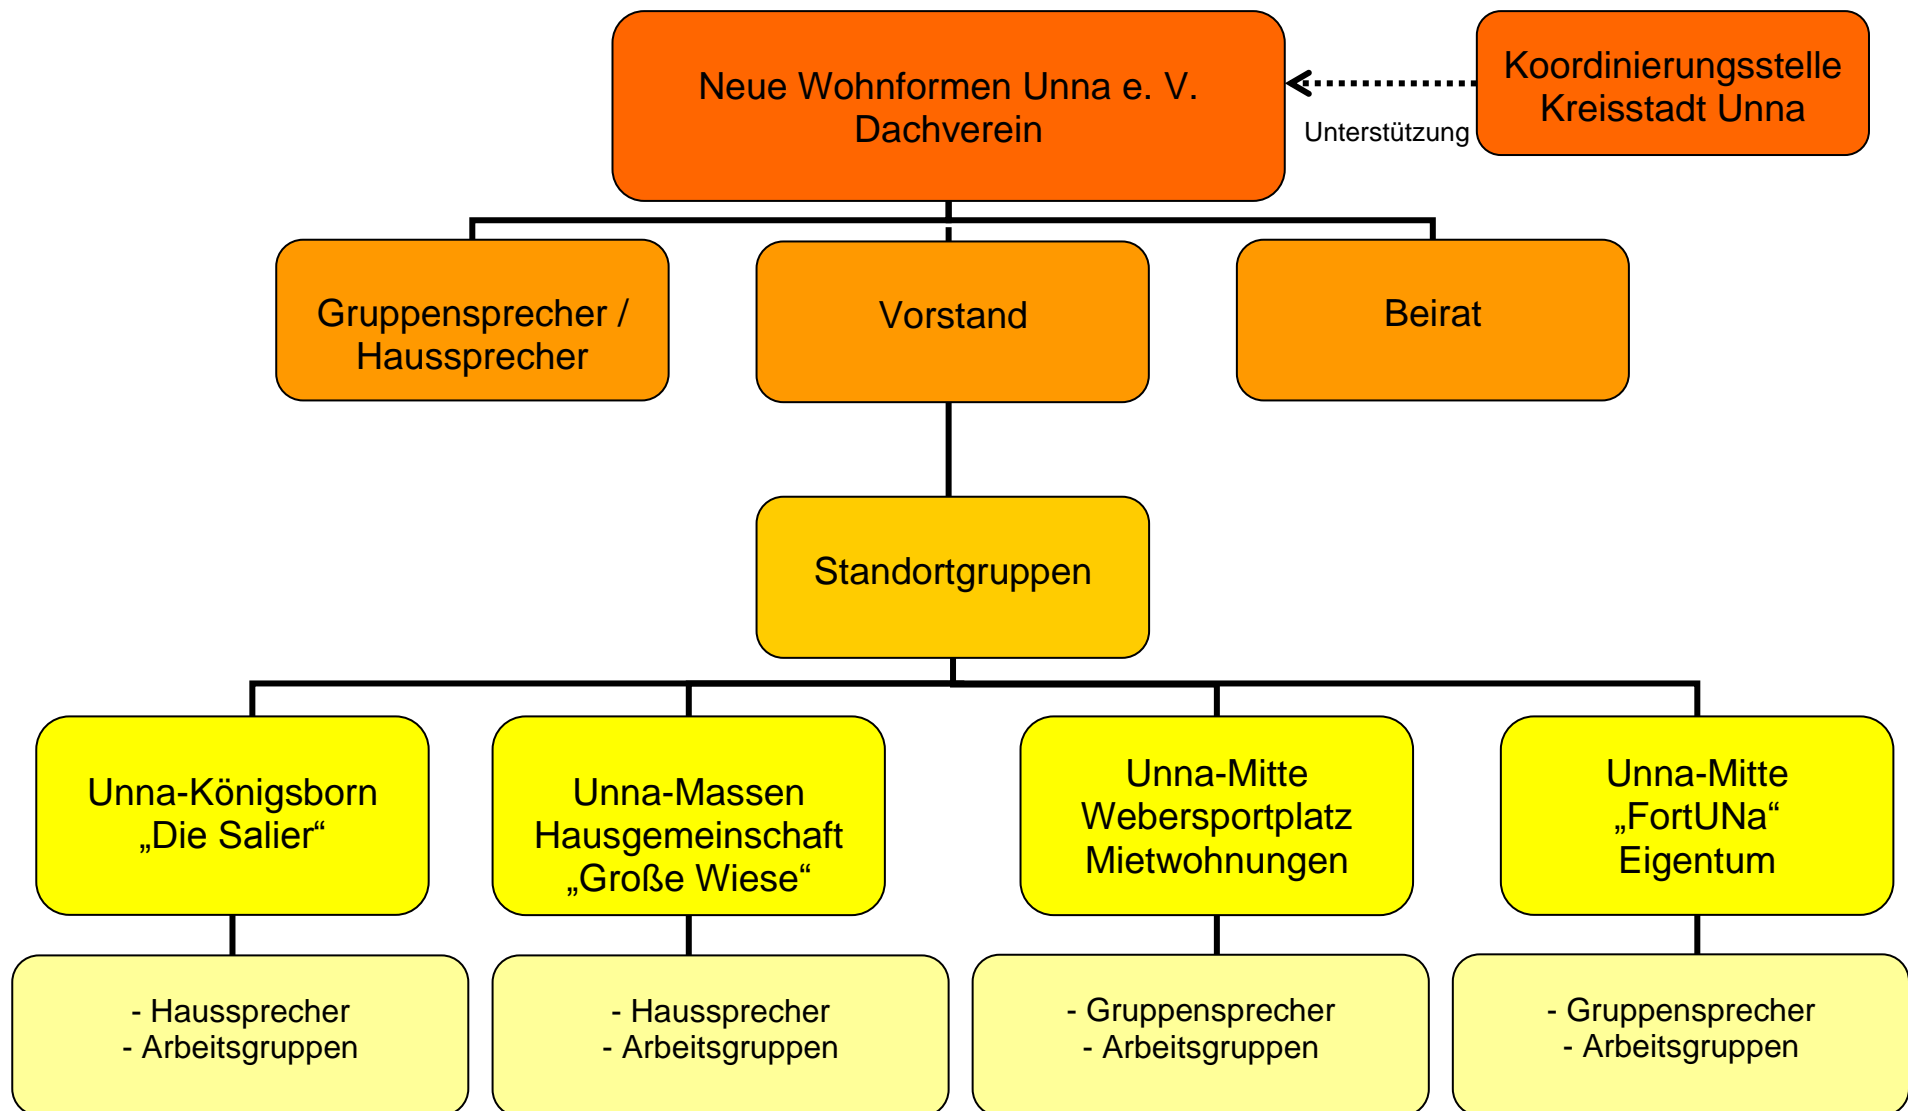 Neue Wohnformen Unna e. V.
Dachverein
Koordinierungsstelle
Kreisstadt Unna
Unterstützung
Gruppensprecher /
Haussprecher
Vorstand
Beirat
Standortgruppen
Unna-Königsborn
„Die Salier“
Unna-Massen
Hausgemeinschaft
„Große Wiese“
Unna-Mitte
Webersportplatz
Mietwohnungen
Unna-Mitte
„FortUNa“
Eigentum
- Haussprecher
- Arbeitsgruppen
- Haussprecher
- Arbeitsgruppen
- Gruppensprecher
- Arbeitsgruppen
- Gruppensprecher
- Arbeitsgruppen